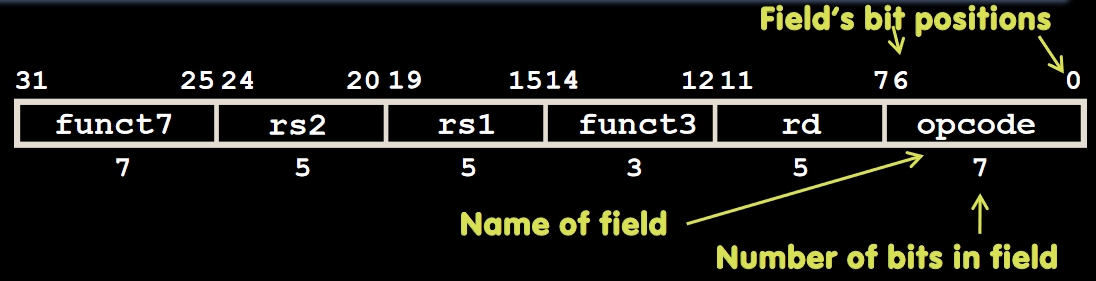 Field's bit positions
31 25 24 20 19 15 14 12 11 7 6 0
funct7 rs2 rs1 funct3 rd opcode
7 5 5 3 5 7
Name of field
Number of bits in field